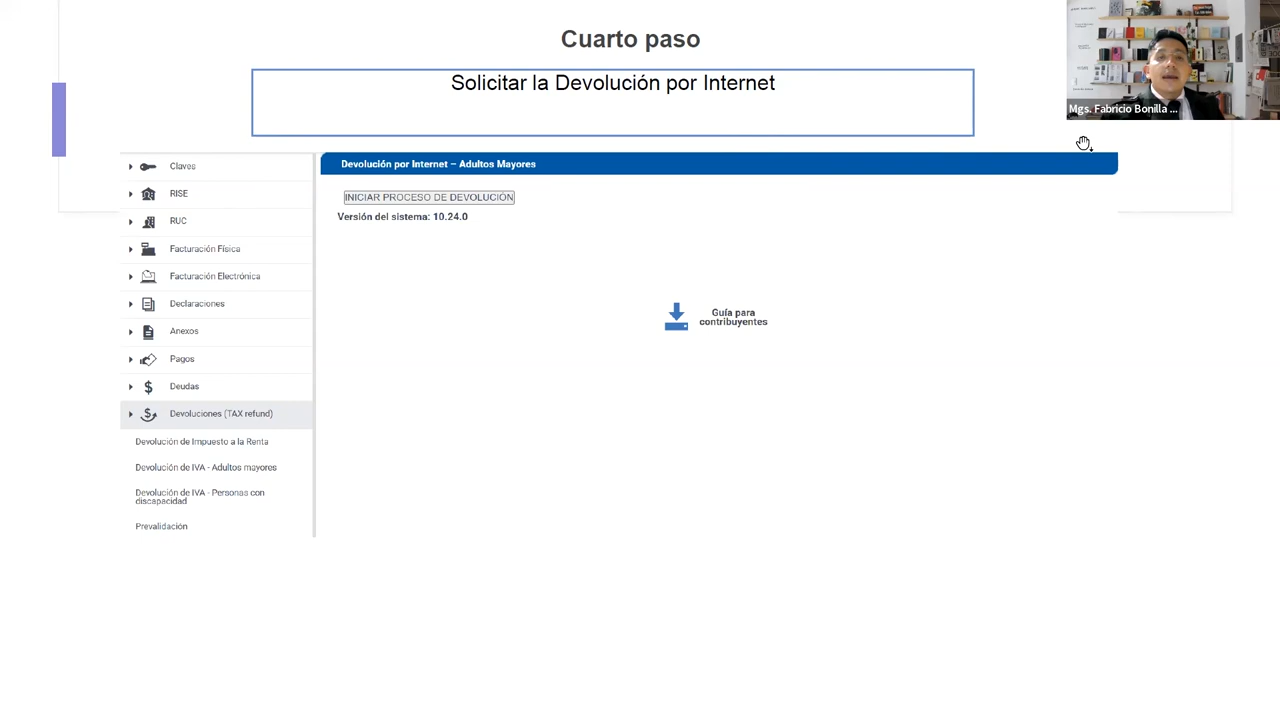 Cuarto paso
Solicitar la Devolución por Internet
Mgs. Fabricio Bonilla ...
Claves
RISE
RUC
Facturación Física
Facturación Electrónica
Declaraciones
Anexos
Pagos
Deudas
Devoluciones (TAX refund)
Devolución de Impuesto a la Renta
Devolución de IVA - Adultos mayores
Devolución de IVA - Personas con
discapacidad
Prevalidación
Devolución por Internet – Adultos Mayores
INICIAR PROCESO DE DEVOLUCIÓN
Versión del sistema: 10.24.0
Guía para
contribuyentes